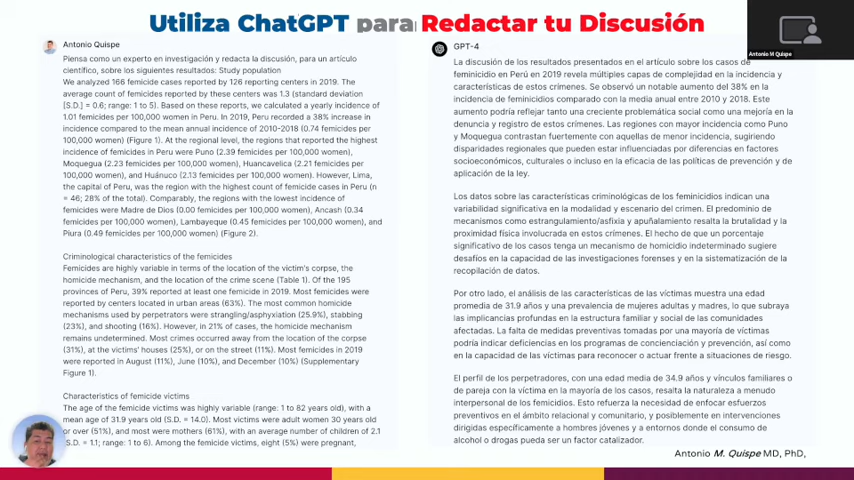 Utiliza ChatGPT para Redactar tu Discusión
Antonio M Quispe
Antonio Quispe
Piensa como un experto en investigación y redacta la discusión, para un artículo
científico, sobre los siguientes resultados: Study population
We analyzed 166 femicide cases reported by 126 reporting centers in 2019. The
average count of femicides reported by these centers was 1.3 (standard deviation
[S.D.] = 0.6; range: 1 to 5). Based on these reports, we calculated a yearly incidence of
1.01 femicides per 100,000 women in Peru. In 2019, Peru recorded a 38% increase in
incidence compared to the mean annual incidence of 2010-2018 (0.74 femicides per
100,000 women) (Figure 1). At the regional level, the regions that reported the highest
incidence of femicides in Peru were Puno (2.39 femicides per 100,000 women),
Moquegua (2.23 femicides per 100,000 women), Huancavelica (2.21 femicides per
100,000 women), and Huánuco (2.13 femicides per 100,000 women). However, Lima,
the capital of Peru, was the region with the highest count of femicide cases in Peru (n
= 46; 28% of the total). Comparably, the regions with the lowest incidence of
femicides were Madre de Dios (0.00 femicides per 100,000 women), Ancash (0.34
femicides per 100,000 women), Lambayeque (0.45 femicides per 100,000 women), and
Piura (0.49 femicides per 100,000 women) (Figure 2).
Criminological characteristics of the femicides
Femicides are highly variable in terms of the location of the victim's corpse, the
homicide mechanism, and the location of the crime scene (Table 1). Of the 195
provinces of Peru, 39% reported at least one femicide in 2019. Most femicides were
reported by centers located in urban areas (63%). The most common homicide
mechanisms used by perpetrators were strangling/asphyxiation (25.9%), stabbing
(23%), and shooting (16%). However, in 21% of cases, the homicide mechanism
remains undetermined. Most crimes occurred away from the location of the corpse
(31%), at the victims' houses (25%), or on the street (11%). Most femicides in 2019
were reported in August (11%), June (10%), and December (10%) (Supplementary
Figure 1).
Characteristics of femicide victims
The age of the femicide victims was highly variable (range: 1 to 82 year old), with a
mean age of 31.9 years old (S.D. = 14.0). Most victims were adult women 30 years old
or over (51%), and most were mothers (61%), with an average number of children of 2.1
S.D. = 1.1; range: 1 to 6). Among the femicide victims, eight (5%) were pregnant,
GPT-4
La discusión de los resultados presentados en el artículo sobre los casos de
feminicidio en Perú en 2019 revela múltiples capas de complejidad en la incidencia y
características de estos crímenes. Se observó un notable aumento del 38% en la
incidencia de feminicidios comparado con la media anual entre 2010 y 2018. Este
aumento podría reflejar tanto una creciente problemática social como una mejoría en la
denuncia y registro de estos crímenes. Las regiones con mayor incidencia como Puno
y Moquegua contrastan fuertemente con aquellas de menor incidencia, sugiriendo
disparidades regionales que pueden estar influenciadas por diferencias en factores
socioeconómicos, culturales o incluso en la eficacia de las políticas de prevención y de
aplicación de la ley.
Los datos sobre las características criminológicas de los feminicidios indican una
variabilidad significativa en la modalidad y escenario del crimen. El predominio de
mecanismos como estrangulamiento/asfixia y apuñalamiento resalta la brutalidad y la
proximidad física involucrada en estos crímenes. El hecho de que un porcentaje
significativo de los casos tenga un mecanismo de homicidio indeterminado sugiere
desafíos en la capacidad de las investigaciones forenses y en la sistematización de la
recopilación de datos.
Por otro lado, el análisis de las características de las víctimas muestra una edad
promedia de 31.9 años y una prevalencia de mujeres adultas y madres, lo que subraya
las implicancias profundas en la estructura familiar y social de las comunidades
afectadas. La falta de medidas preventivas tomadas por una mayoría de víctimas
podría indicar deficiencias en los programas de concienciación y prevención, así como
en la capacidad de las víctimas para reconocer o actuar frente a situaciones de riesgo.
El perfil de los perpetradores, con una edad media de 34.9 años y vínculos familiares o
de pareja con la víctima en la mayoría de los casos, resalta la naturaleza a menudo
interpersonal de los feminicidios. Esto refuerza la necesidad de enfocar esfuerzos
preventivos en el ámbito relacional y comunitario, y posiblemente en intervenciones
dirigidas específicamente a hombres jóvenes y a entornos donde el consumo de
alcohol o drogas pueda ser un factor catalizador.
Antonio M. Quispe MD, PhD,